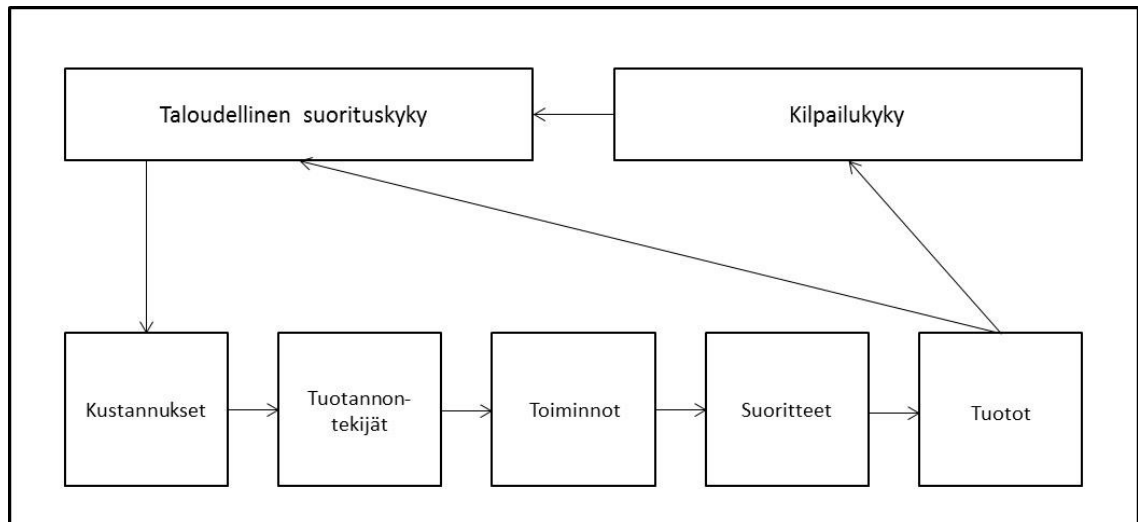 Taloudellinen suorituskyky
Kilpailukyky
Kustannukset
Tuotannon-
tekijät
Toiminnot
Suoritteet
Tuotot